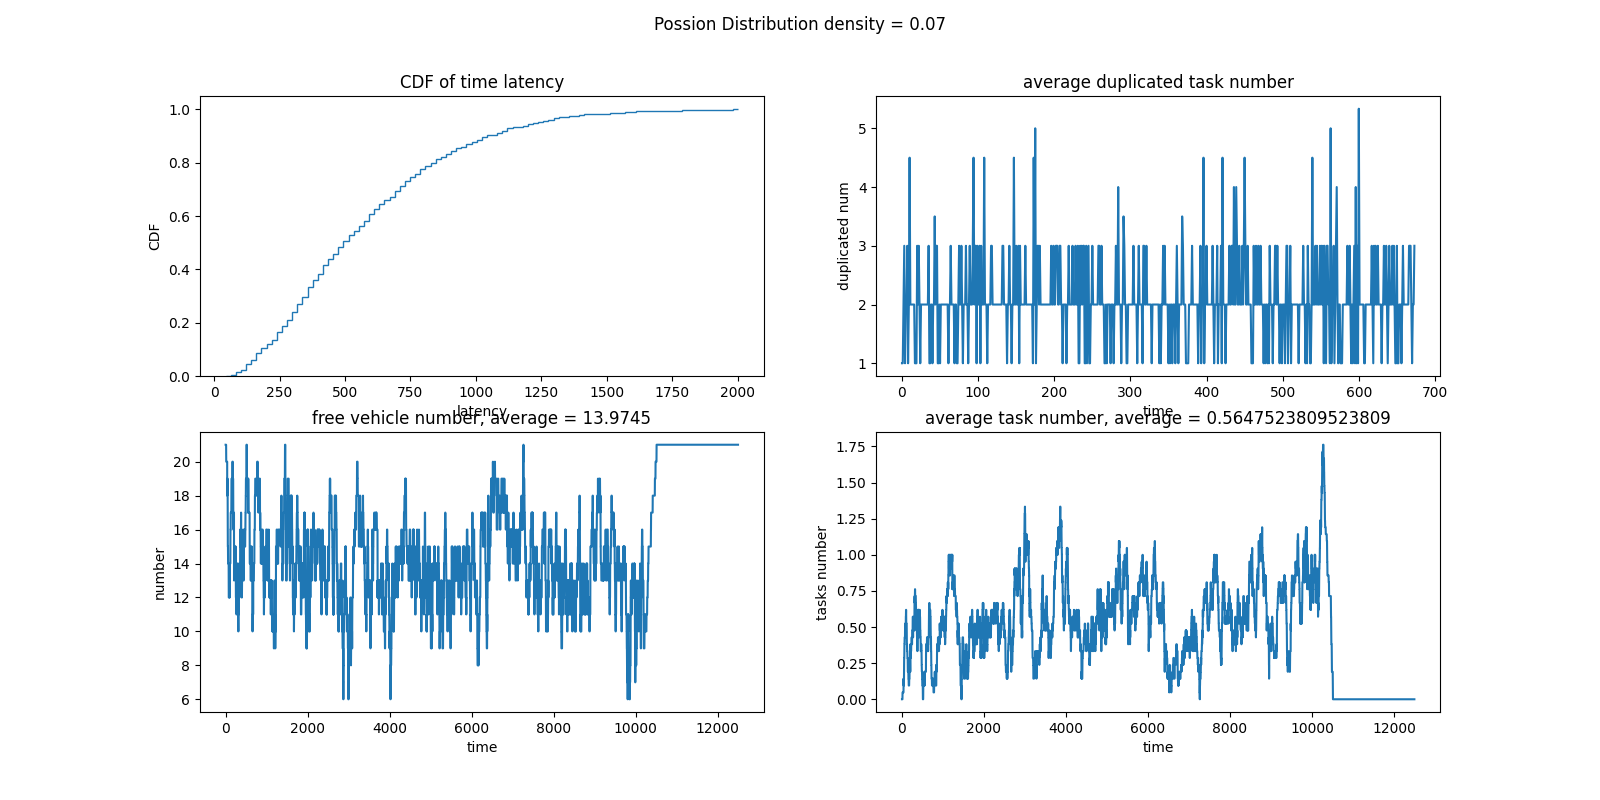 Possion Distribution density = 0.07
CDF of time latency
CDF
1.0
0.8
0.6
0.4
0.2
0.0
0 250 500 750 1000 1250 1500 1750 2000
latency
average duplicated task number
duplicated num
5
4
3
2
1
0 100 200 300 400 500 600 700
time
free vehicle number, average = 13.9745
number
20
18
16
14
12
10
8
6
0 2000 4000 6000 8000 10000 12000
time
average task number, average = 0.5647523809523809
tasks number
1.75
1.50
1.25
1.00
0.75
0.50
0.25
0.00
0 2000 4000 6000 8000 10000 12000
time